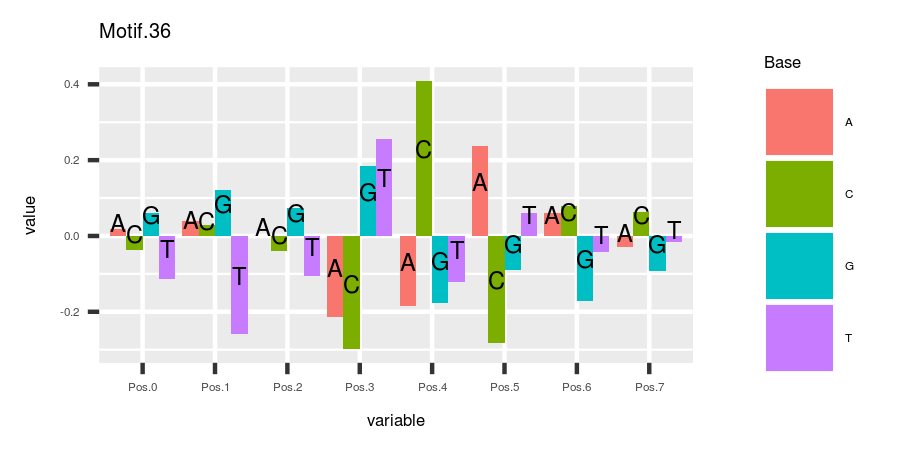 Motif.36
Base
A
C
G
T
value
0.4
0.2
0.0
-0.2
A C G T
A C G T
A C G T
A C G T
A C G T
A C G T
A C G T
A C G T
Pos.0 Pos.1 Pos.2 Pos.3 Pos.4 Pos.5 Pos.6 Pos.7
variable